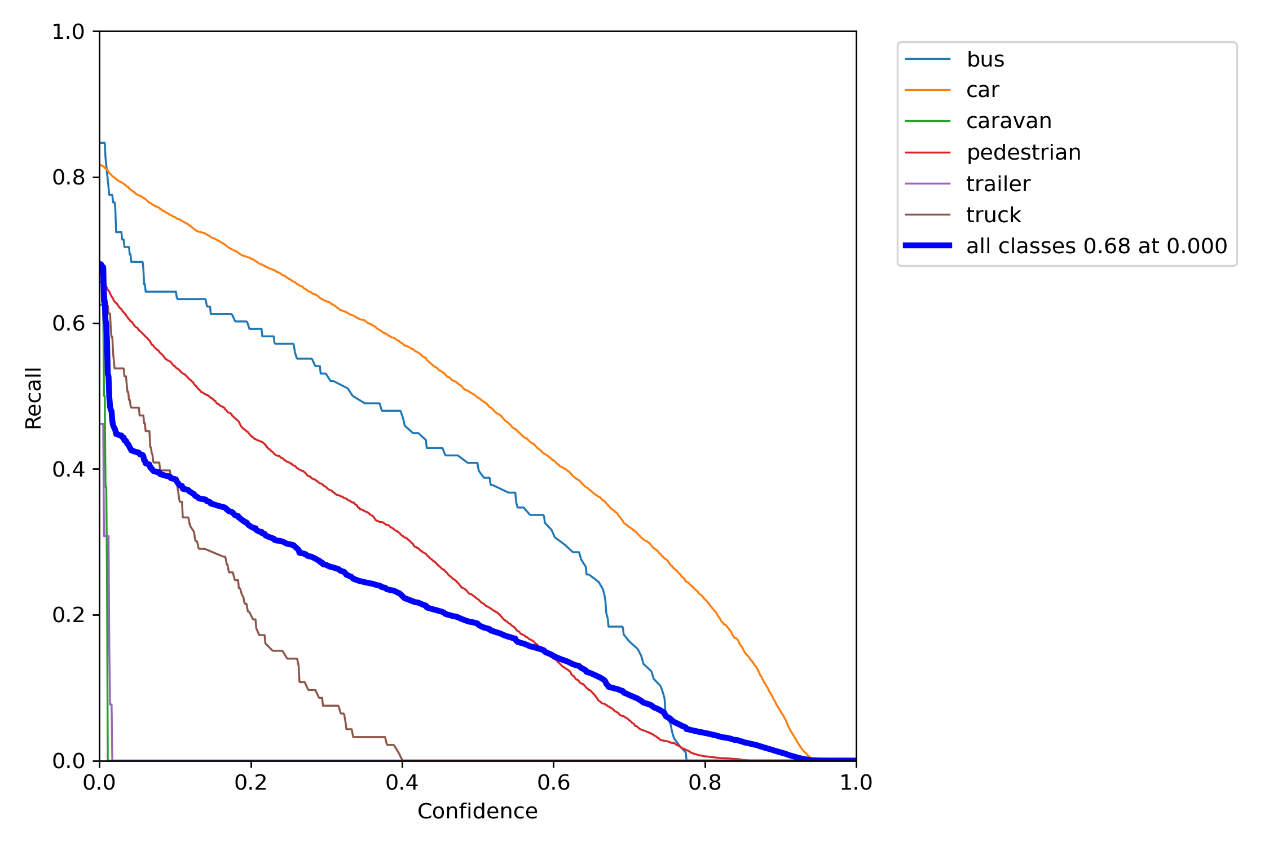 1.0
0.8
0.6
0.4
0.2
0.0
Recall
0.0 0.2 0.4 0.6 0.8 1.0
Confidence
bus
car
caravan
pedestrian
trailer
truck
all classes 0.68 at 0.000